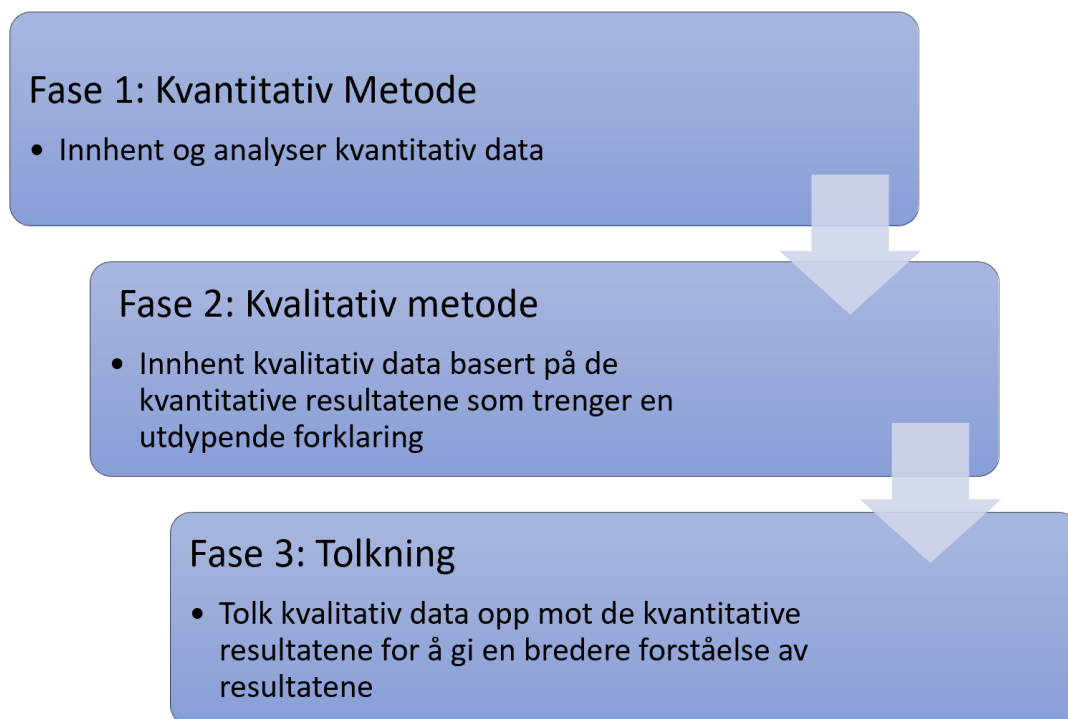 Fase 1: Kvantitativ Metode
• Innhent og analyser kvantitativ data
Fase 2: Kvalitativ metode
• Innhent kvalitativ data basert på de
kvantitative resultatene som trenger en
utdypende forklaring
Fase 3: Tolkning
• Tolk kvalitativ data opp mot de kvantitative
resultatene for å gi en bredere forståelse av
resultatene